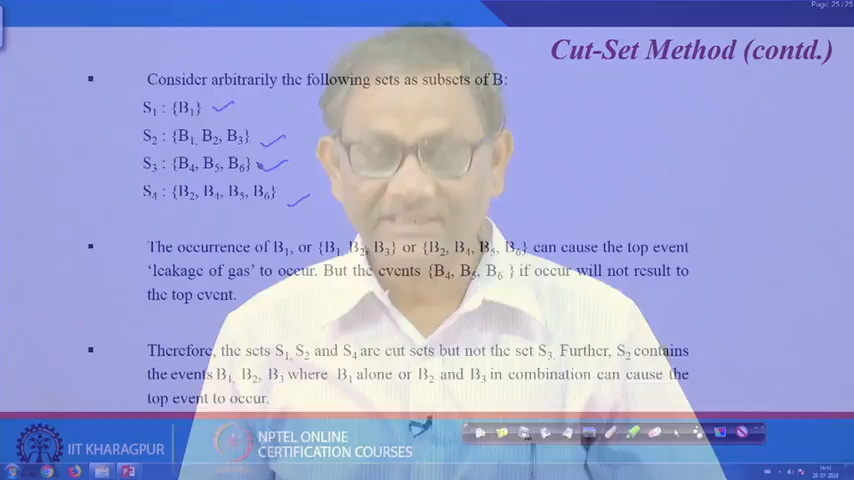 Page: 25 / 25
Cut-Set Method (contd.)
▪ Consider arbitrarily the following sets as subsets of B:
S₁ : {B₁}
S₂ : {B₁, B₂, B₃}
S₃ : {B₄, B₅, B₆}
S₄ : {B₂, B₄, B₅, B₆}
▪ The occurrence of B₁, or {B₁, B₂, B₃} or {B₂, B₄, B₅, B₆} can cause the top event
‘leakage of gas’ to occur. But the events {B₄, B₅, B₆ } if occur will not result to
the top event.
▪ Therefore, the sets S₁, S₂ and S₄ are cut sets but not the set S₃. Further, S₂ contains
the events B₁, B₂, B₃ where B₁ alone or B₂ and B₃ in combination can cause the
top event to occur.
IIT KHARAGPUR
NPTEL ONLINE
CERTIFICATION COURSES